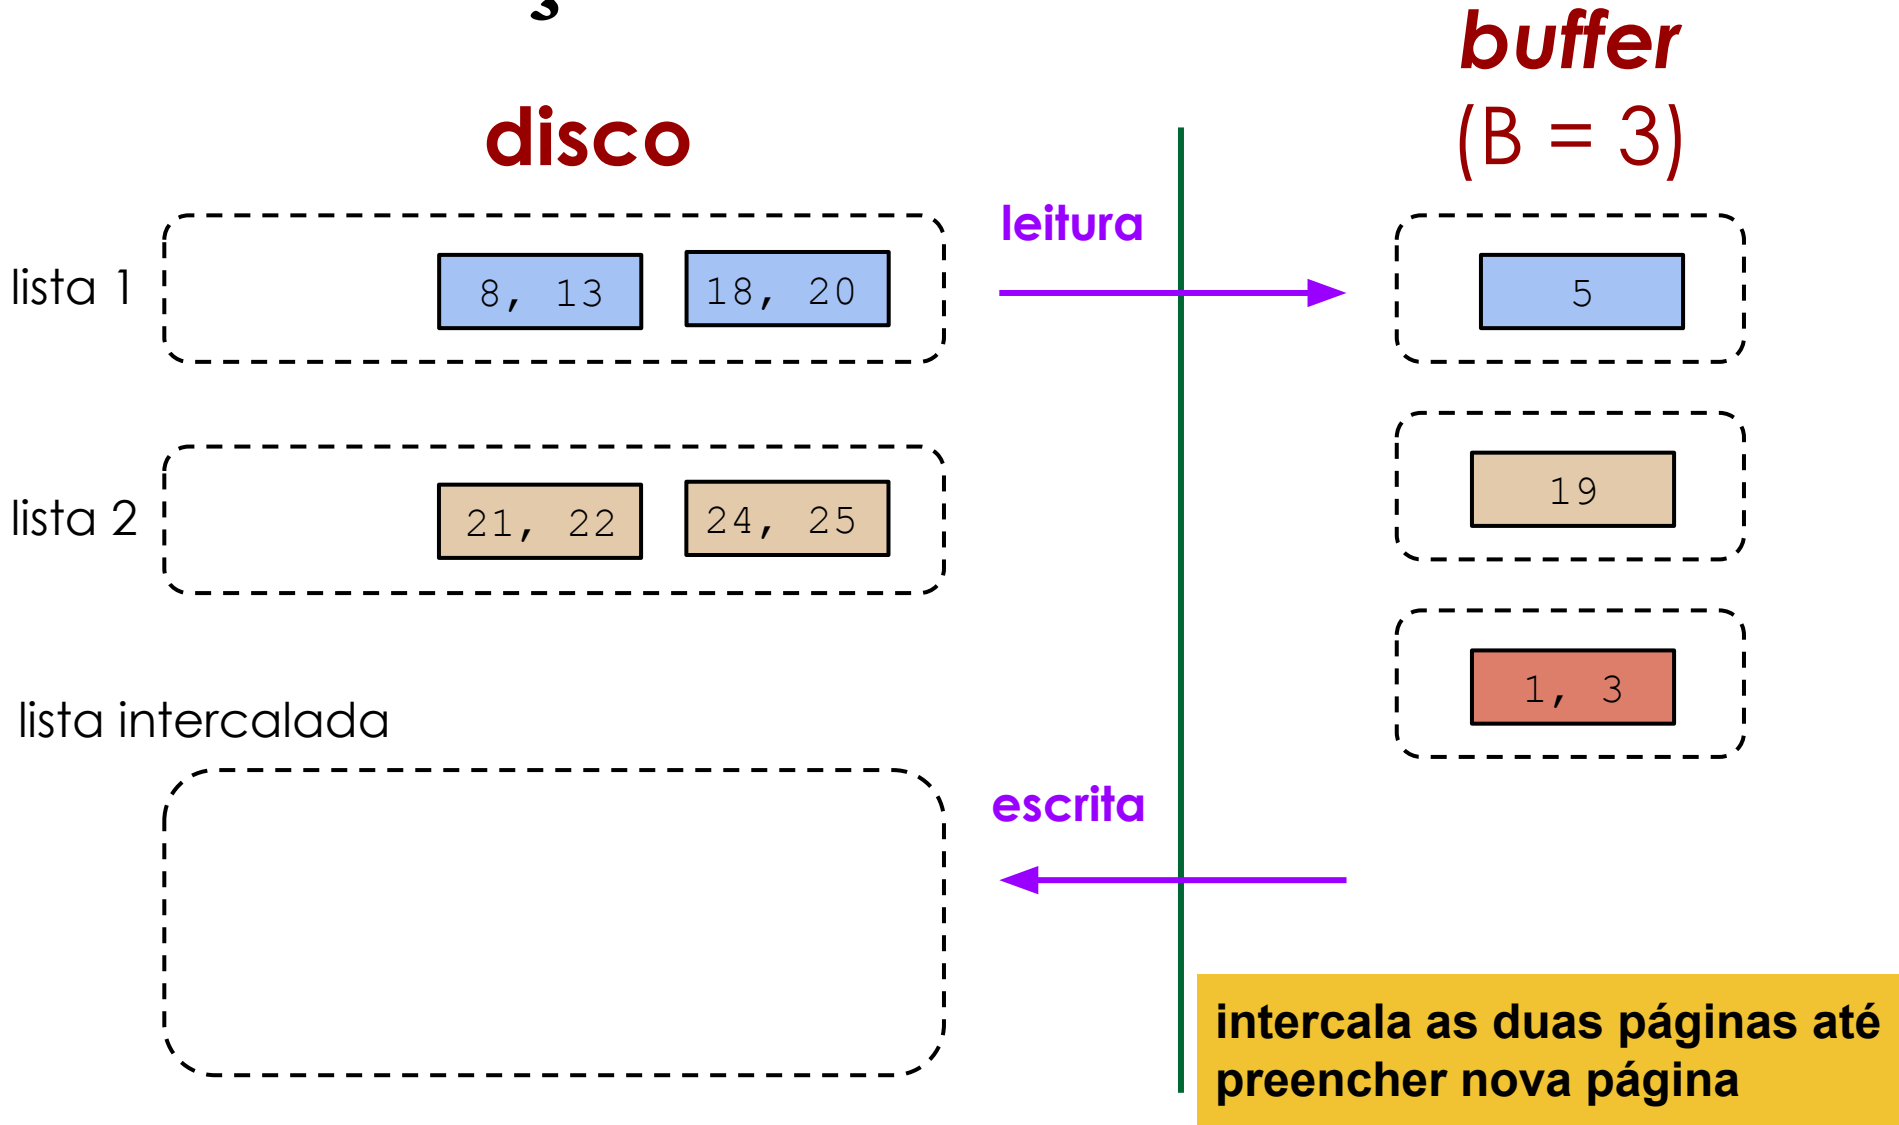 buffer
(B = 3)
disco
leitura
lista 1
8, 13
18, 20
5
lista 2
21, 22
24, 25
19
1, 3
lista intercalada
escrita
intercala as duas páginas até
preencher nova página